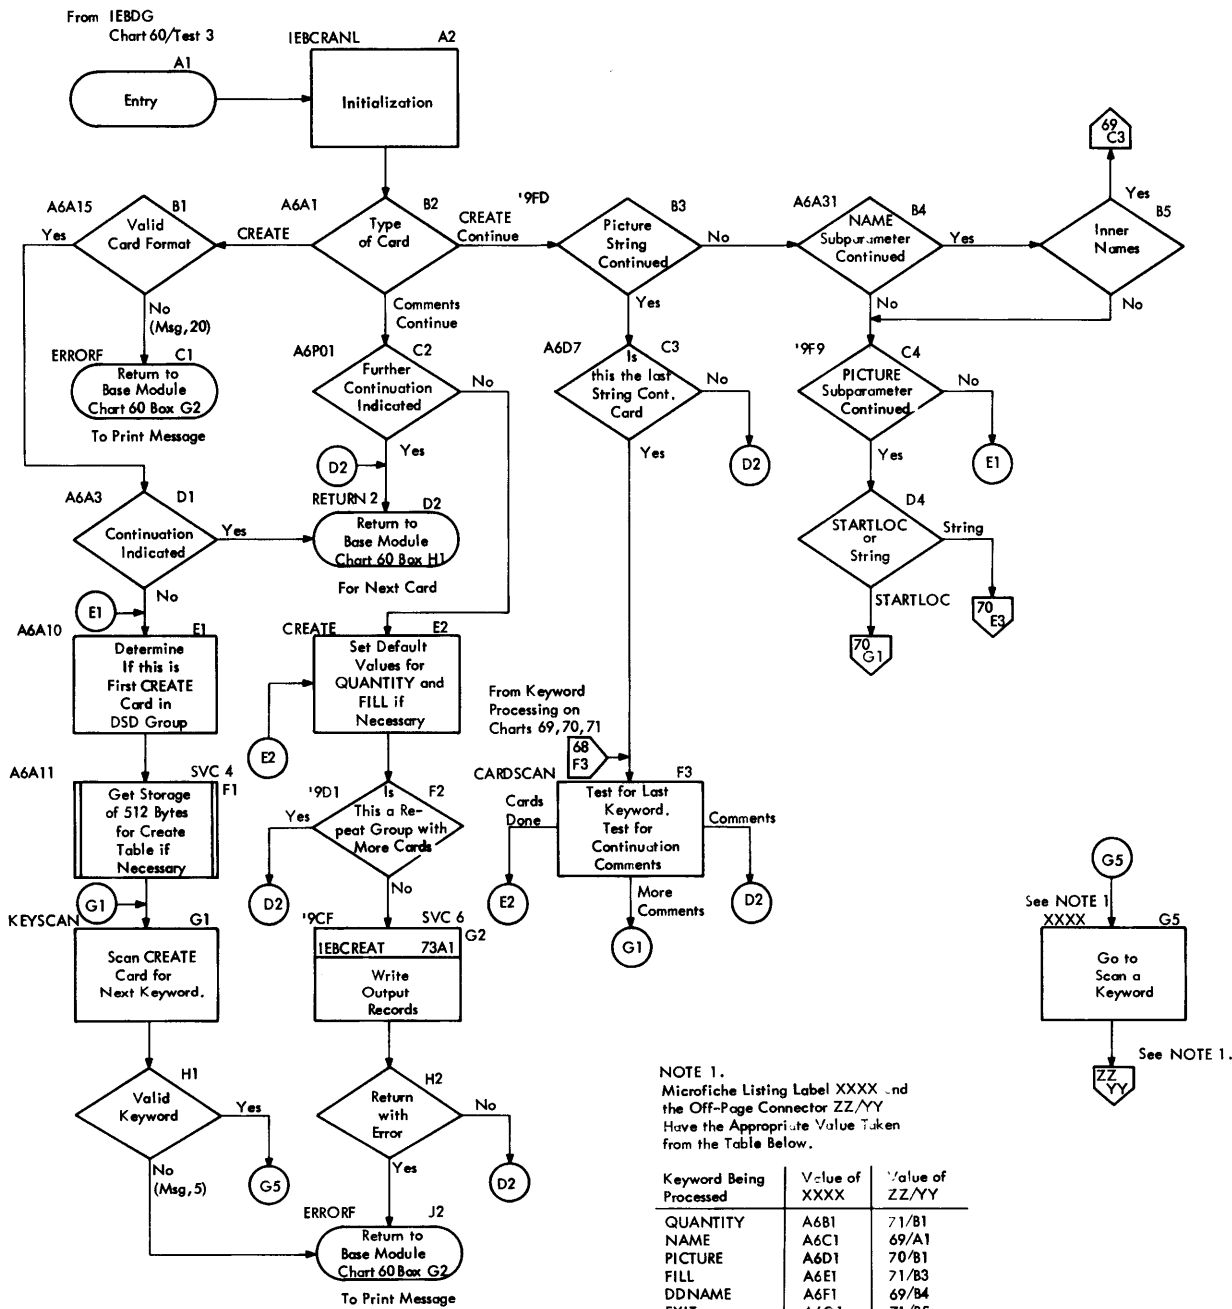 From IEBDG
Chart 60/Test 3
A1
Entry
IEBCRANL
A2
Initialization
69
C3
A6A15
B1
Valid
Card Format
Yes
No
(Msg,20)
CREATE
A6A1
B2
Type
of Card
CREATE
Continue
Comments
Continue
'9FD
B3
Picture
String
Continued
No
Yes
A6A31
B4
NAME
Subparameter
Continued
Yes
No
Yes
B5
Inner
Names
No
ERRORF
C1
Return to
Base Module
Chart 60 Box G2
To Print Message
A6P01
C2
Further
Continuation
Indicated
No
Yes
A6D7
C3
Is
this the last
String Cont.
Card
No
Yes
D2
'9F9
C4
PICTURE
Subparameter
Continued
No
Yes
E1
A6A3
D1
Continuation
Indicated
Yes
No
D2
RETURN 2
D2
Return to
Base Module
Chart 60 Box H1
For Next Card
D4
STARTLOC
or
String
String
STARTLOC
70
E3
70
G1
E1
A6A10
E1
Determine
If this is
First CREATE
Card in
DSD Group
CREATE
E2
Set Default
Values for
QUANTITY and
FILL if
Necessary
E2
From Keyword
Processing on
Charts 69,70,71
68
F3
A6A11
SVC 4
F1
Get Storage
of 512 Bytes
for Create
Table if
Necessary
'9D1
F2
Is
This a Re-
peat Group with
More Cards
Yes
No
D2
CARDSCAN
F3
Test for Last
Keyword.
Test for
Continuation
Comments
Cards
Done
Comments
E2
More
Comments
D2
G1
G1
KEYSCAN
G1
Scan CREATE
Card for
Next Keyword.
'9CF
SVC 6
G2
IEBCREAT
73A1
Write
Output
Records
G5
See NOTE 1
XXXX
G5
Go to
Scan a
Keyword
See NOTE 1.
ZZ
YY
H1
Valid
Keyword
Yes
No
(Msg,5)
G5
H2
Return
with
Error
No
Yes
D2
ERRORF
J2
Return to
Base Module
Chart 60 Box G2
To Print Message
NOTE 1.
Microfiche Listing Label XXXX and
the Off-Page Connector ZZ/YY
Have the Appropriate Value Taken
from the Table Below.
Keyword Being Processed | Value of XXXX | Value of ZZ/YY
QUANTITY A6B1 71/B1
NAME A6C1 69/A1
PICTURE A6D1 70/B1
FILL A6E1 71/B3
DDNAME A6F1 69/B4